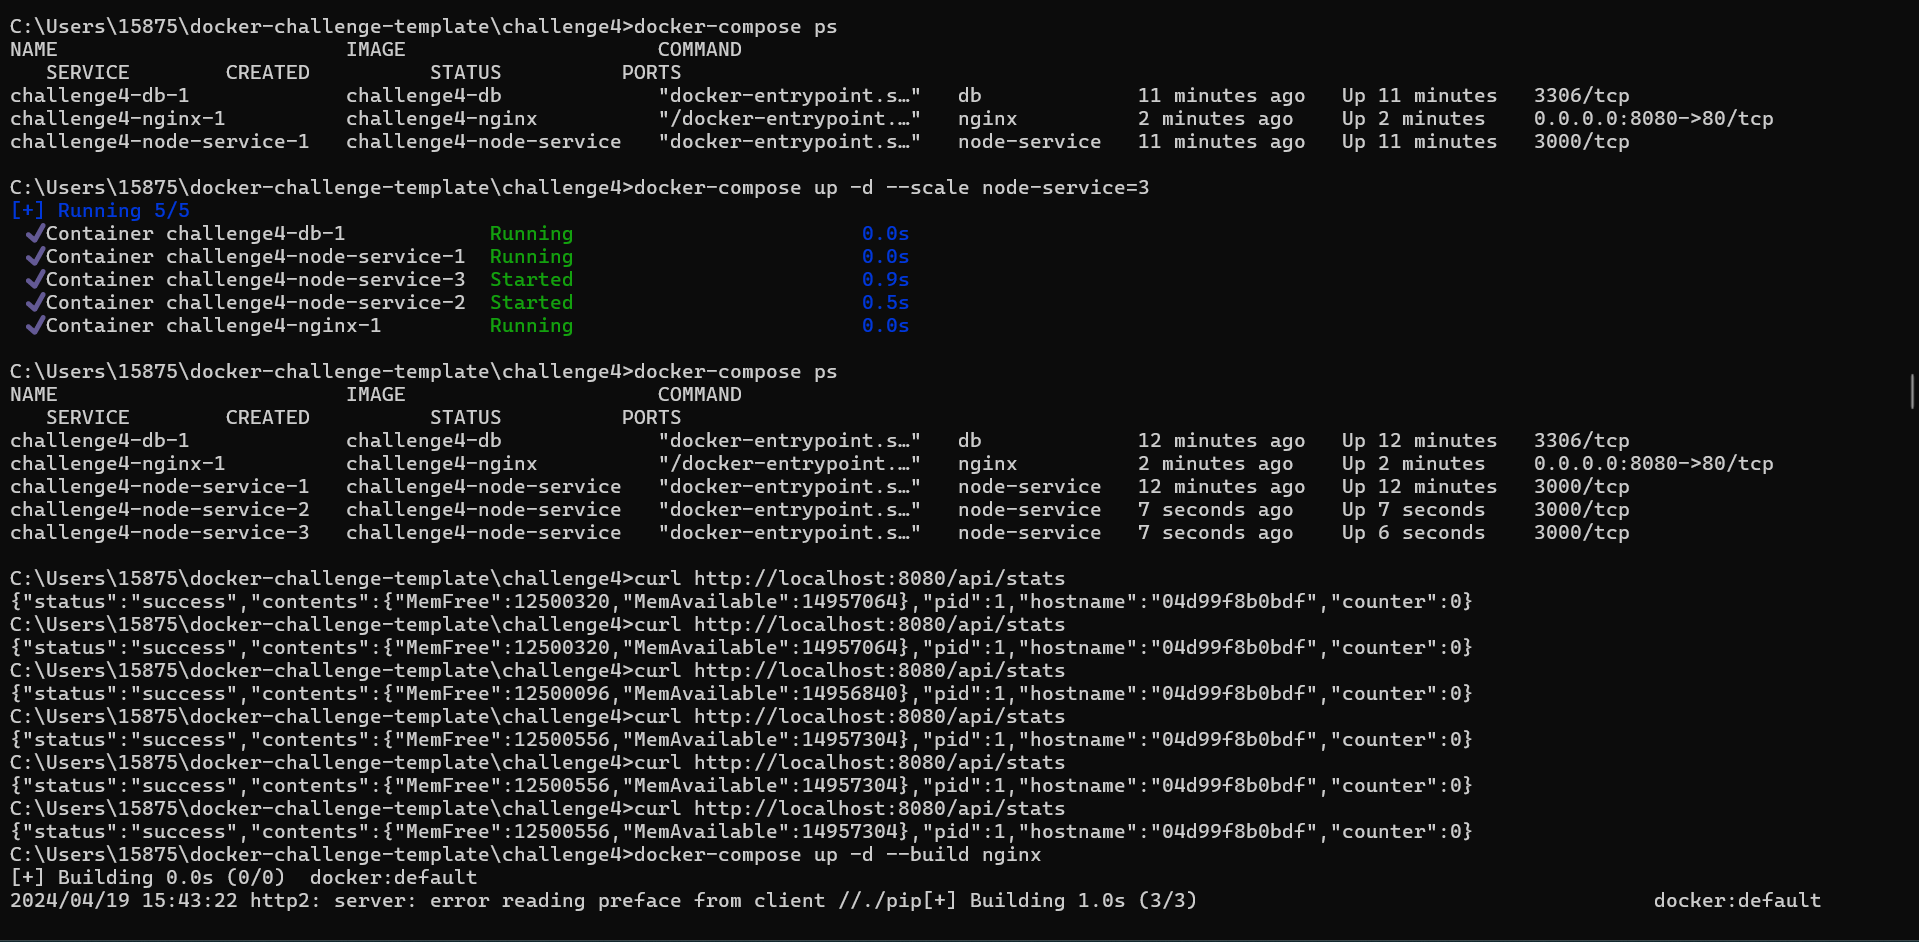 C:\Users\15875\docker-challenge-template\challenge4>docker-compose ps
NAME                        IMAGE                     COMMAND
   SERVICE        CREATED          STATUS          PORTS
challenge4-db-1             challenge4-db             "docker-entrypoint.s…"   db             11 minutes ago   Up 11 minutes   3306/tcp
challenge4-nginx-1          challenge4-nginx          "/docker-entrypoint.…"   nginx          2 minutes ago    Up 2 minutes    0.0.0.0:8080->80/tcp
challenge4-node-service-1   challenge4-node-service   "docker-entrypoint.s…"   node-service   11 minutes ago   Up 11 minutes   3000/tcp

C:\Users\15875\docker-challenge-template\challenge4>docker-compose up -d --scale node-service=3
[+] Running 5/5
 ✔Container challenge4-db-1            Running                        0.0s
 ✔Container challenge4-node-service-1  Running                        0.0s
 ✔Container challenge4-node-service-3  Started                        0.9s
 ✔Container challenge4-node-service-2  Started                        0.5s
 ✔Container challenge4-nginx-1         Running                        0.0s

C:\Users\15875\docker-challenge-template\challenge4>docker-compose ps
NAME                        IMAGE                     COMMAND
   SERVICE        CREATED          STATUS          PORTS
challenge4-db-1             challenge4-db             "docker-entrypoint.s…"   db             12 minutes ago   Up 12 minutes   3306/tcp
challenge4-nginx-1          challenge4-nginx          "/docker-entrypoint.…"   nginx          2 minutes ago    Up 2 minutes    0.0.0.0:8080->80/tcp
challenge4-node-service-1   challenge4-node-service   "docker-entrypoint.s…"   node-service   12 minutes ago   Up 12 minutes   3000/tcp
challenge4-node-service-2   challenge4-node-service   "docker-entrypoint.s…"   node-service   7 seconds ago    Up 7 seconds    3000/tcp
challenge4-node-service-3   challenge4-node-service   "docker-entrypoint.s…"   node-service   7 seconds ago    Up 6 seconds    3000/tcp

C:\Users\15875\docker-challenge-template\challenge4>curl http://localhost:8080/api/stats
{"status":"success","contents":{"MemFree":12500320,"MemAvailable":14957064},"pid":1,"hostname":"04d99f8b0bdf","counter":0}
C:\Users\15875\docker-challenge-template\challenge4>curl http://localhost:8080/api/stats
{"status":"success","contents":{"MemFree":12500320,"MemAvailable":14957064},"pid":1,"hostname":"04d99f8b0bdf","counter":0}
C:\Users\15875\docker-challenge-template\challenge4>curl http://localhost:8080/api/stats
{"status":"success","contents":{"MemFree":12500096,"MemAvailable":14956840},"pid":1,"hostname":"04d99f8b0bdf","counter":0}
C:\Users\15875\docker-challenge-template\challenge4>curl http://localhost:8080/api/stats
{"status":"success","contents":{"MemFree":12500556,"MemAvailable":14957304},"pid":1,"hostname":"04d99f8b0bdf","counter":0}
C:\Users\15875\docker-challenge-template\challenge4>curl http://localhost:8080/api/stats
{"status":"success","contents":{"MemFree":12500556,"MemAvailable":14957304},"pid":1,"hostname":"04d99f8b0bdf","counter":0}
C:\Users\15875\docker-challenge-template\challenge4>curl http://localhost:8080/api/stats
{"status":"success","contents":{"MemFree":12500556,"MemAvailable":14957304},"pid":1,"hostname":"04d99f8b0bdf","counter":0}
C:\Users\15875\docker-challenge-template\challenge4>docker-compose up -d --build nginx
[+] Building 0.0s (0/0)  docker:default
2024/04/19 15:43:22 http2: server: error reading preface from client //./pip[+] Building 1.0s (3/3)                                      docker:default